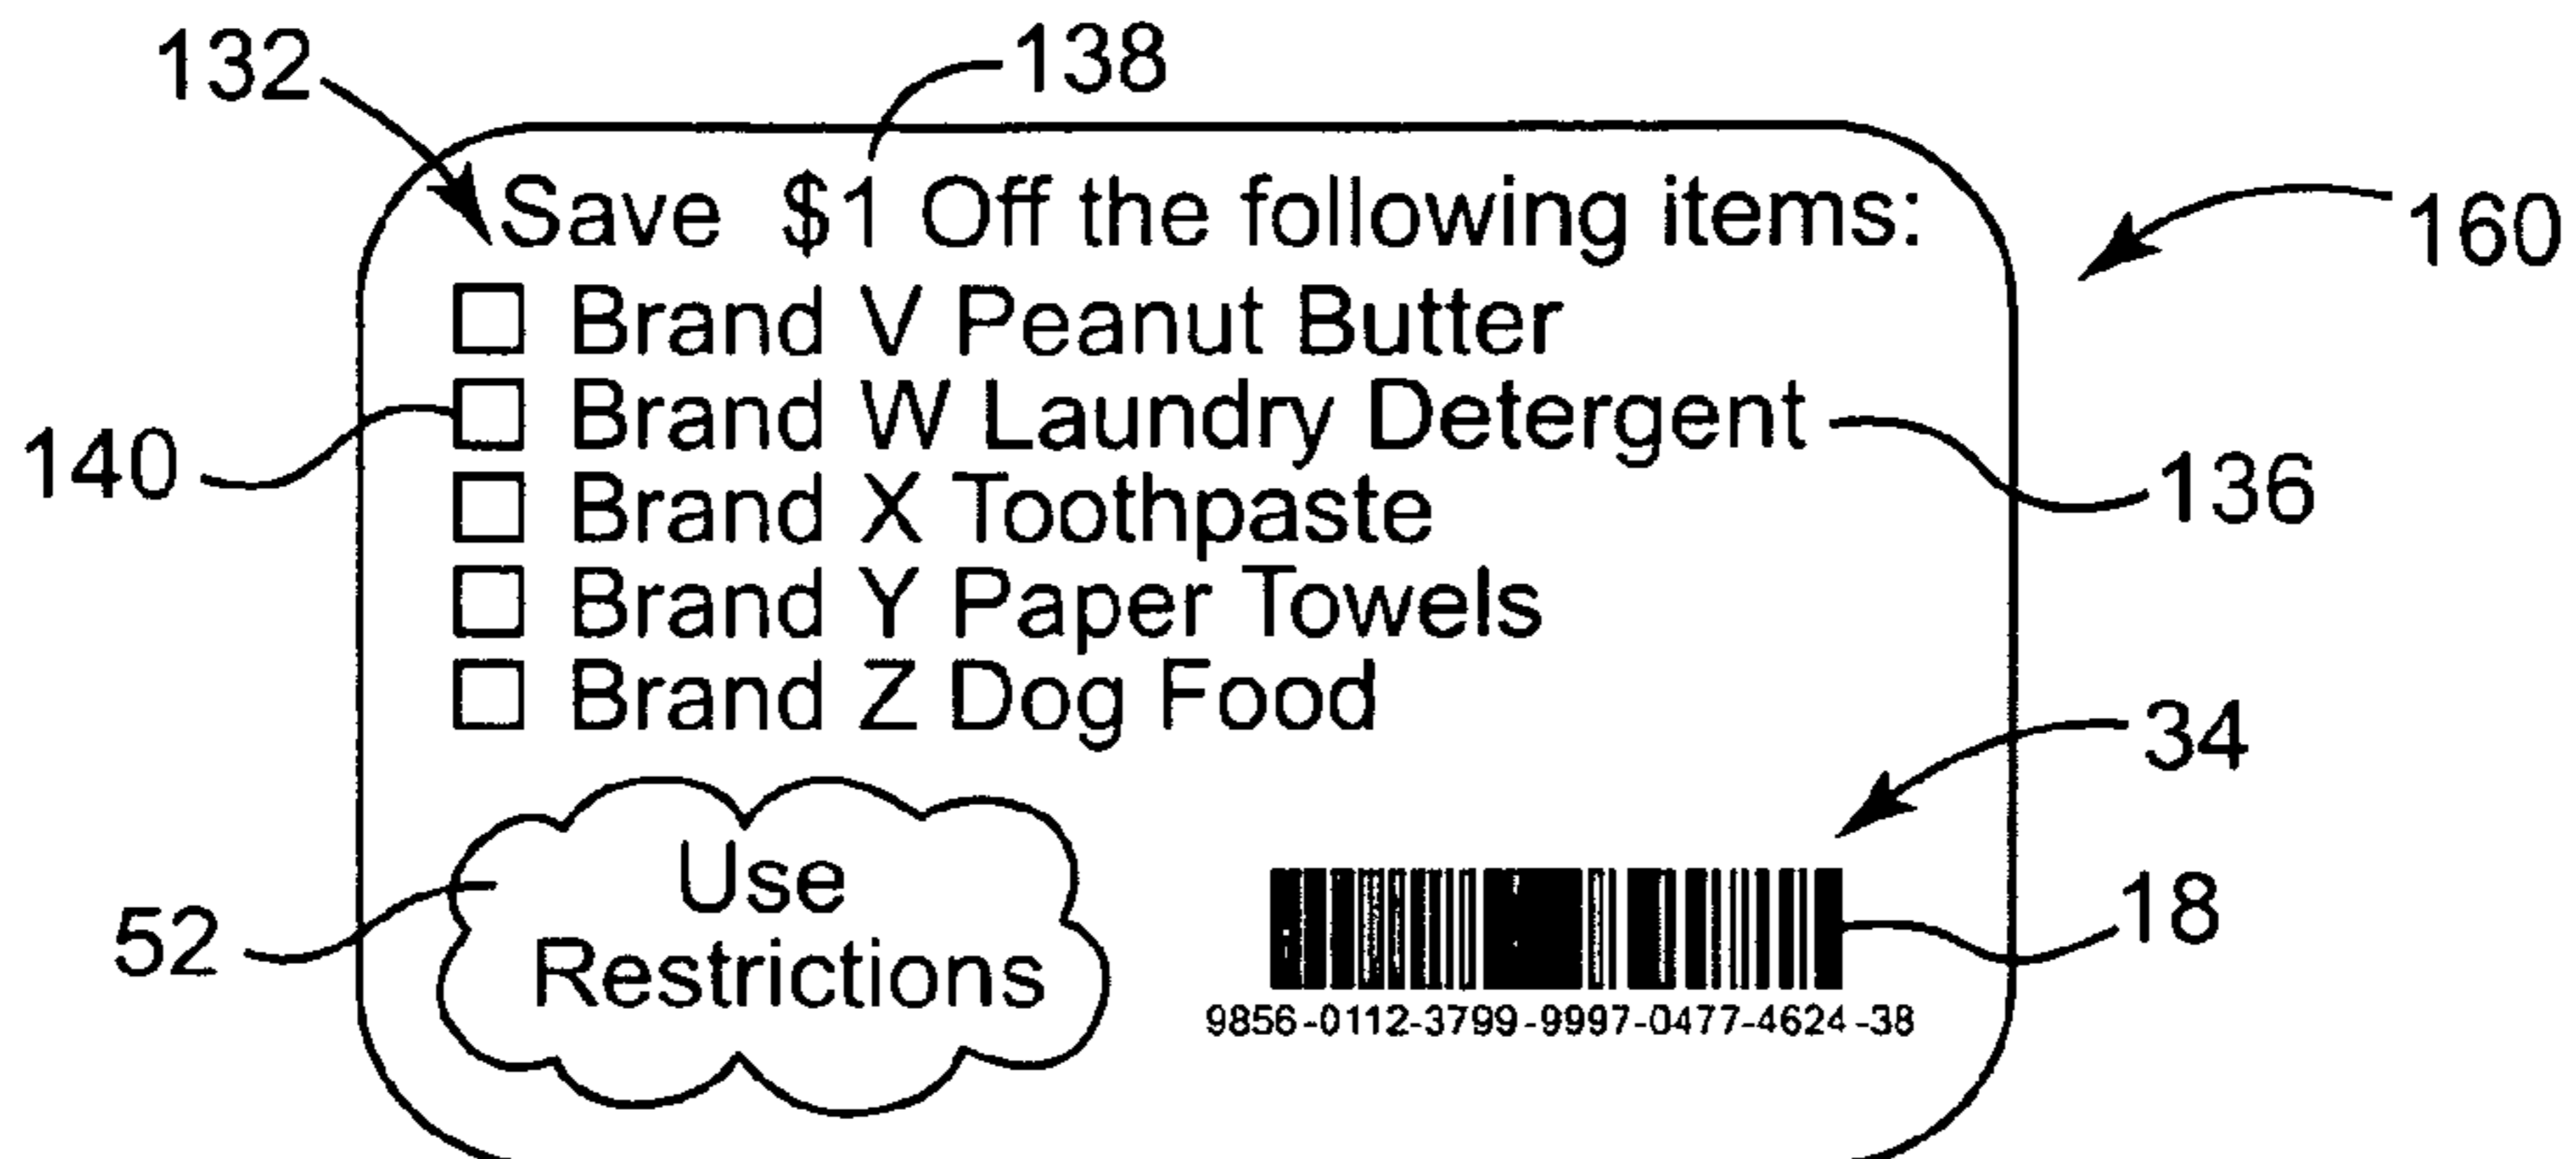 132
138
Save $1 Off the following items:
160
Brand V Peanut Butter
140
Brand W Laundry Detergent
136
Brand X Toothpaste
Brand Y Paper Towels
Brand Z Dog Food
34
Use
Restrictions
52
18
9856-0112-3799-9997-0477-4624-38